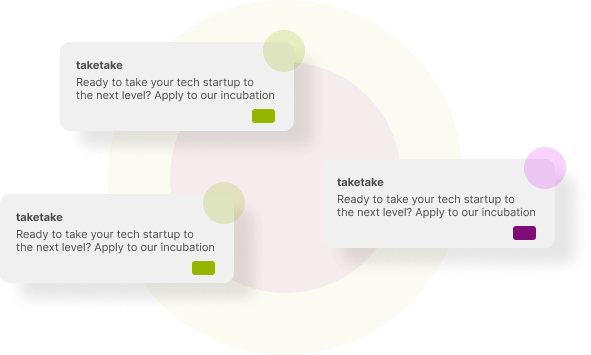 taketake
Ready to take your tech startup to
the next level? Apply to our incubation
taketake
Ready to take your tech startup to
the next level? Apply to our incubation
taketake
Ready to take your tech startup to
the next level? Apply to our incubation